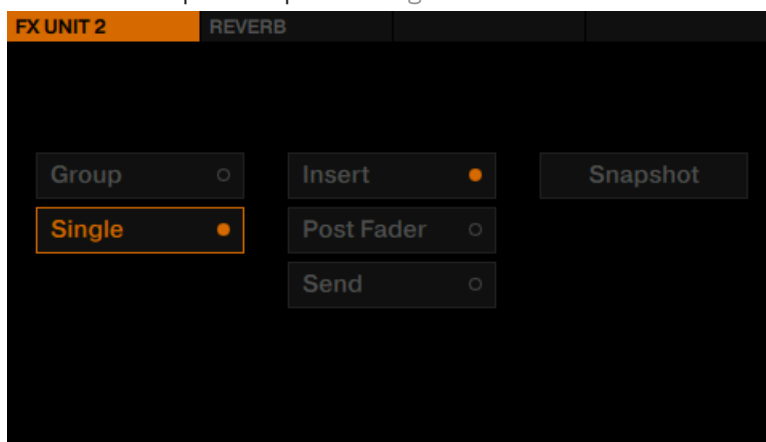 FX UNIT 2 REVERB
Group Insert Snapshot
Single Post Fader
Send